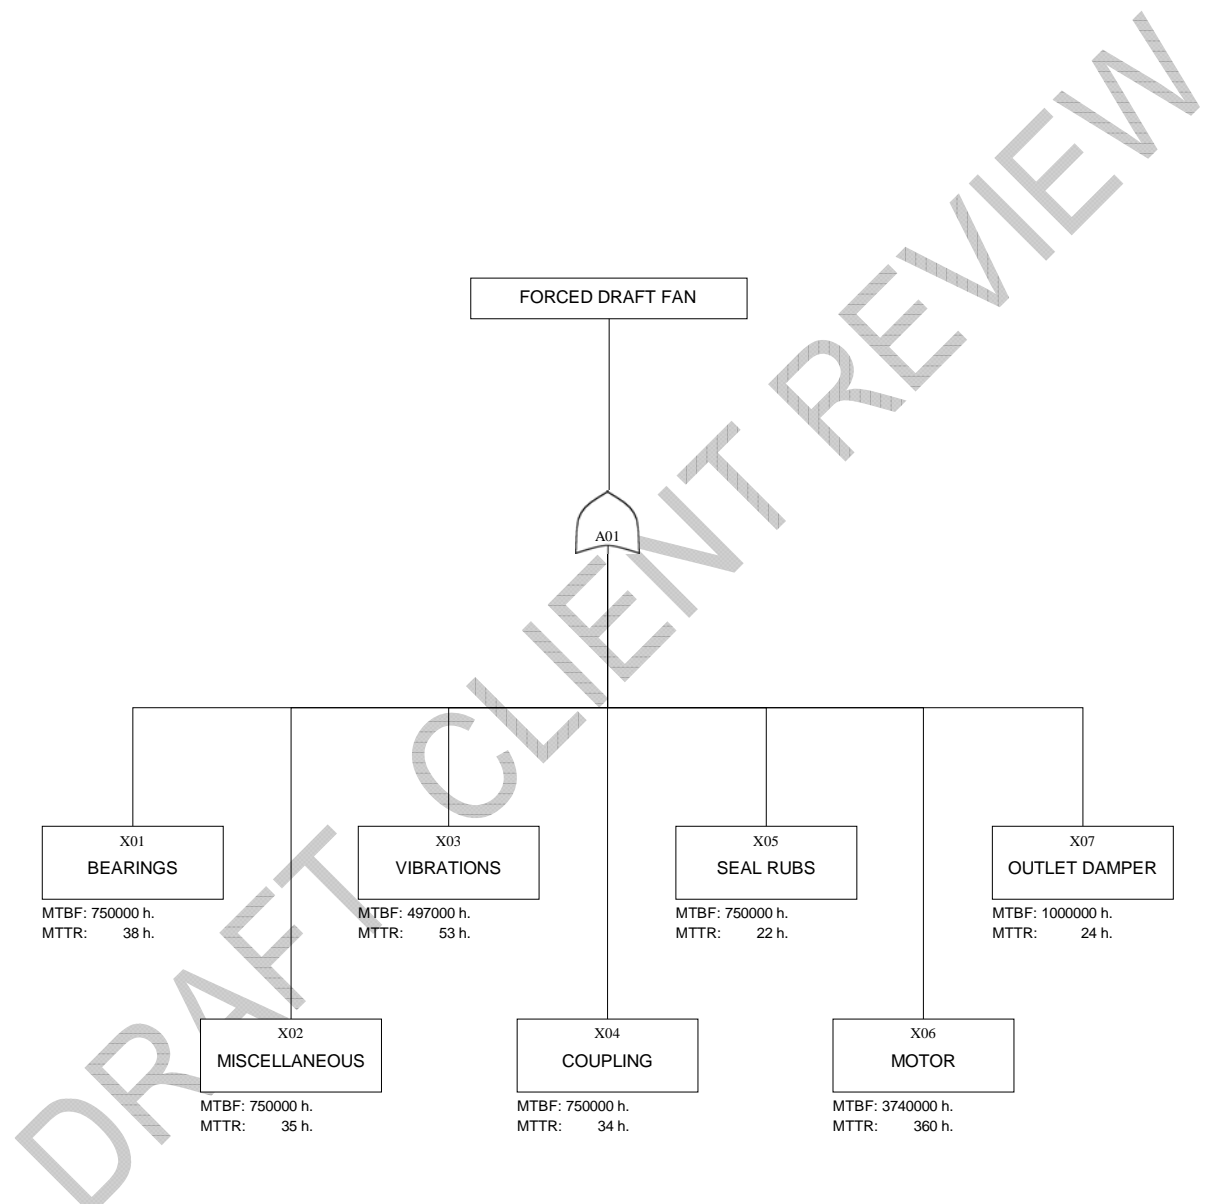 FORCED DRAFT FAN
A01
X01
BEARINGS
MTBF: 750000 h.
MTTR: 38 h.
X03
VIBRATIONS
MTBF: 497000 h.
MTTR: 53 h.
X05
SEAL RUBS
MTBF: 750000 h.
MTTR: 22 h.
X07
OUTLET DAMPER
MTBF: 1000000 h.
MTTR: 24 h.
X02
MISCELLANEOUS
MTBF: 750000 h.
MTTR: 35 h.
X04
COUPLING
MTBF: 750000 h.
MTTR: 34 h.
X06
MOTOR
MTBF: 3740000 h.
MTTR: 360 h.
DRAFT CLIENT REVIEW